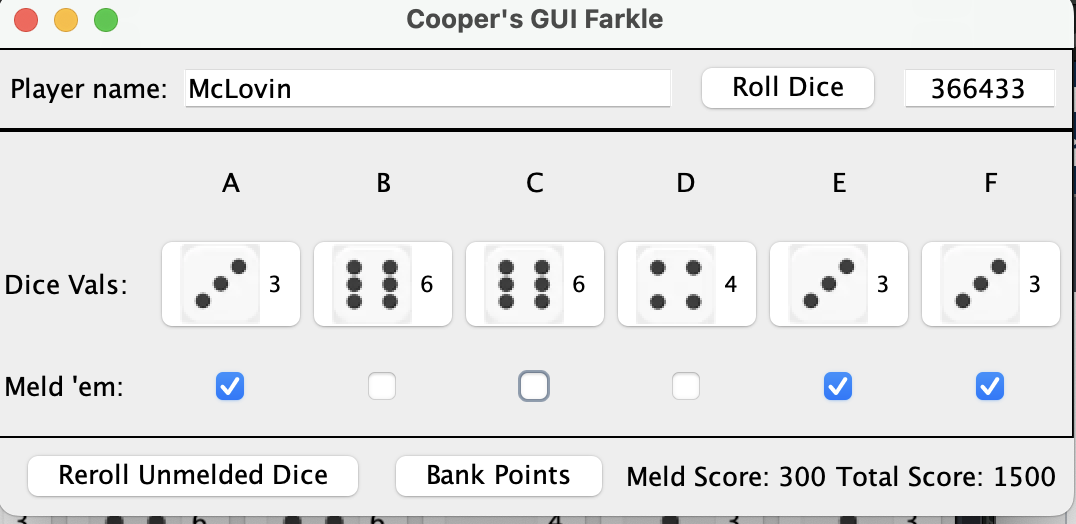 Cooper's GUI Farkle
Player name: McLovin Roll Dice 366433
A B C D E F
Dice Vals: 3 6 6 4 3 3
Meld 'em:
Reroll Unmelded Dice Bank Points Meld Score: 300 Total Score: 1500